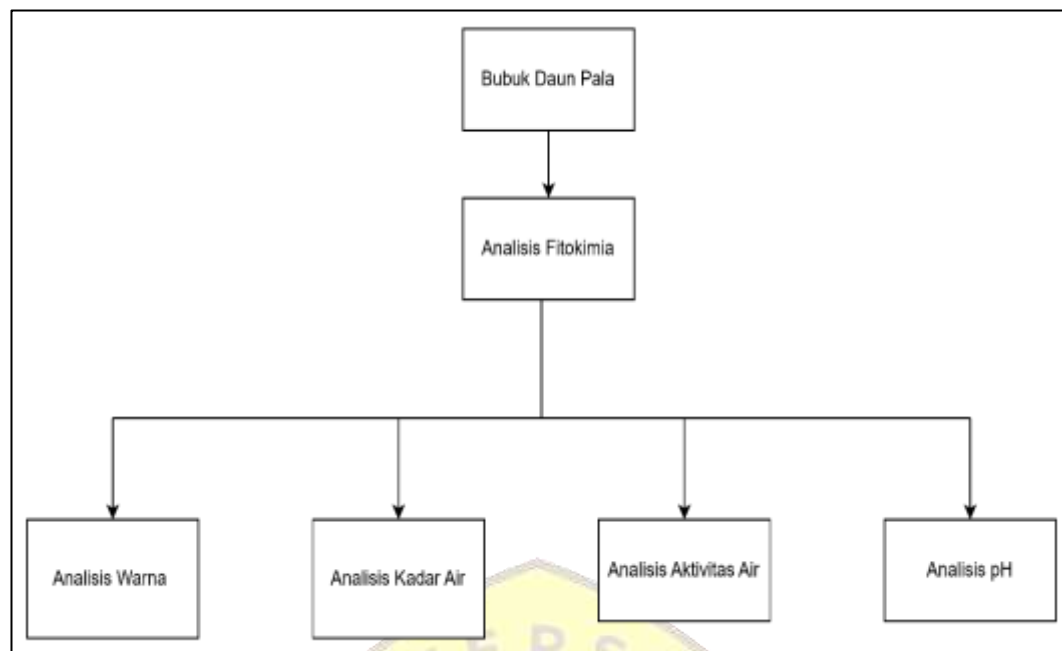 Bubuk Daun Pala
Analisis Fitokimia
Analisis Warna
Analisis Kadar Air
Analisis Aktivitas Air
Analisis pH